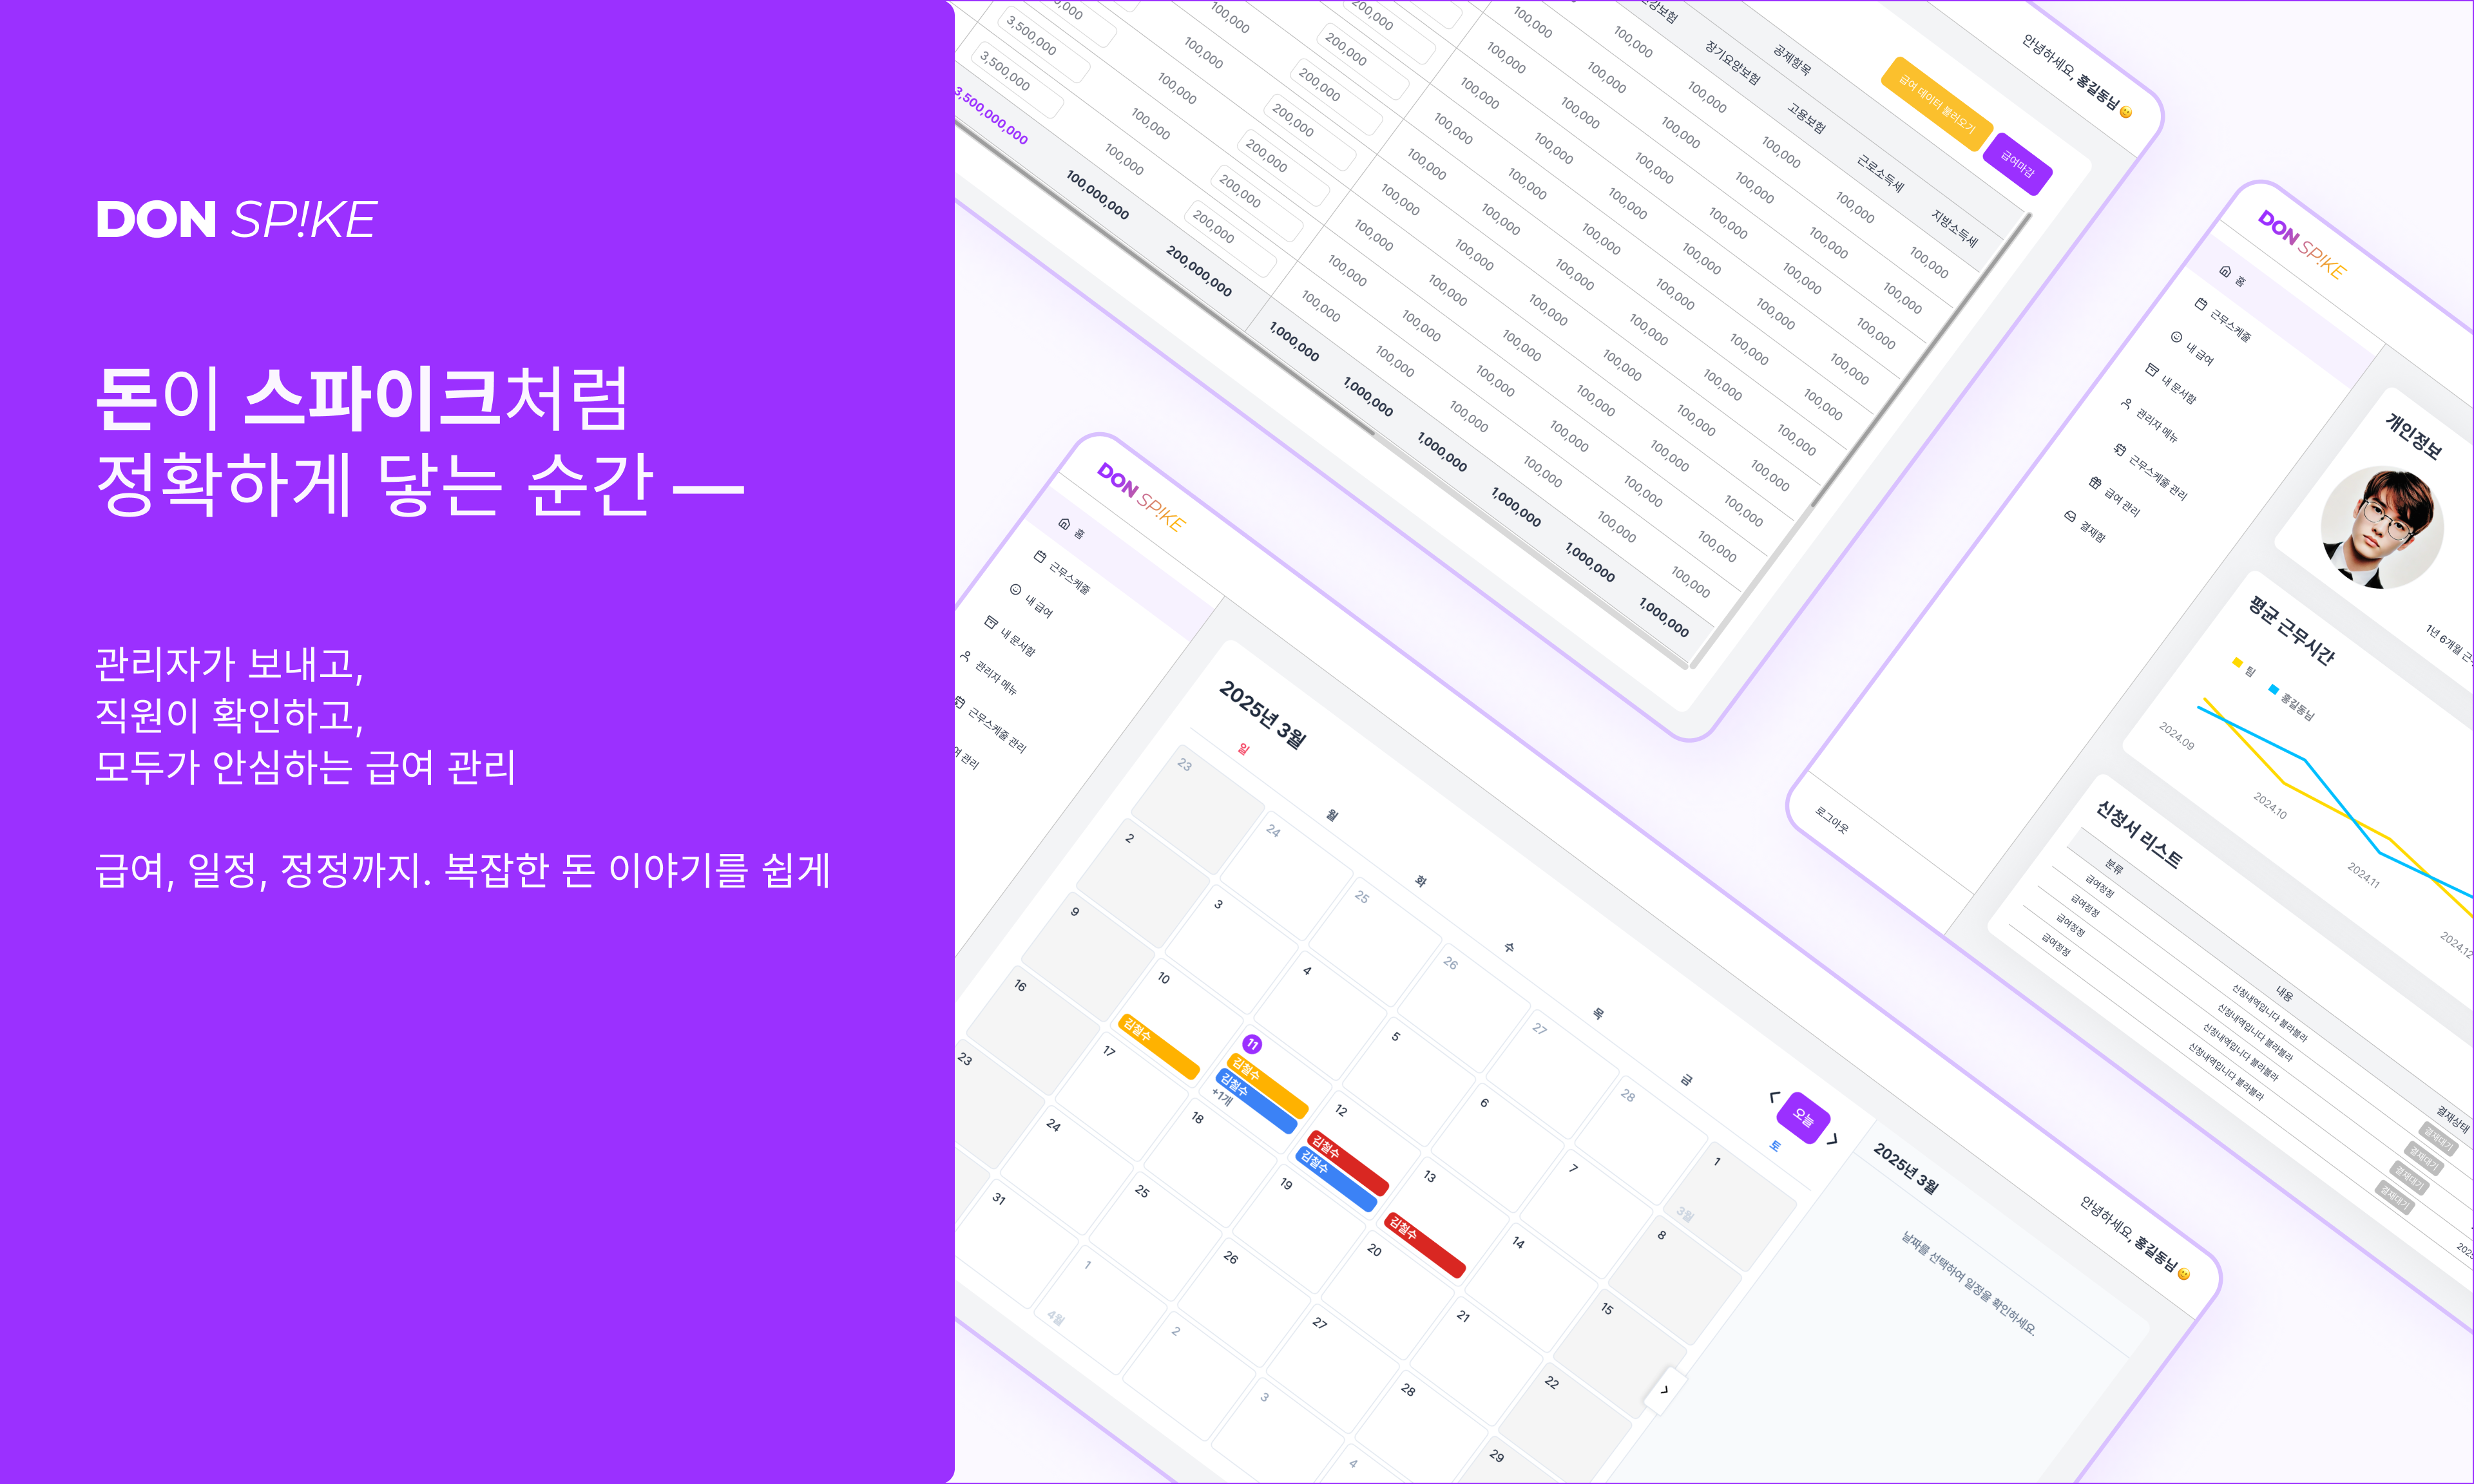 DON SP!KE
돈이 스파이크처럼
정확하게 닿는 순간 —
관리자가 보내고,
직원이 확인하고,
모두가 안심하는 급여 관리
급여, 일정, 정정까지. 복잡한 돈 이야기를 쉽게
안녕하세요, 홍길동님
급여 데이터 불러오기
급여마감
공제항목
장기요양보험
고용보험
근로소득세
지방소득세
3,500,000
3,500,000
100,000
200,000
3,500,000,000
100,000,000
200,000,000
1,000,000
1,000,000
1,000,000
1,000,000
1,000,000
1,000,000
DON SP!KE
홈
근무스케줄
내 급여
내 문서함
관리자 메뉴
근무스케줄 관리
급여 관리
결재함
로그아웃
개인정보
1년 6개월
평균 근무시간
팀
홍길동님
2024.09
2024.10
2024.11
2024.12
신청서 리스트
분류
내용
결재상태
급여정정
신청내역입니다 블라블라
결재대기
급여정정
신청내역입니다 블라블라
결재대기
급여정정
신청내역입니다 블라블라
결재대기
급여정정
신청내역입니다 블라블라
결재대기
DON SP!KE
홈
근무스케줄
내 급여
내 문서함
관리자 메뉴
근무스케줄 관리
여 관리
안녕하세요, 홍길동님
2025년 3월
오늘
일 월 화 수 목 금 토
23 24 25 26 27 28 1
3월
2 3 4 5 6 7 8
9 10 11 12 13 14 15
김철수
김철수
김철수
+1개
김철수
김철수
김철수
16 17 18 19 20 21 22
23 24 25 26 27 28 29
31 1 2 3 4
4월
2025년 3월
날짜를 선택하여 일정을 확인하세요.